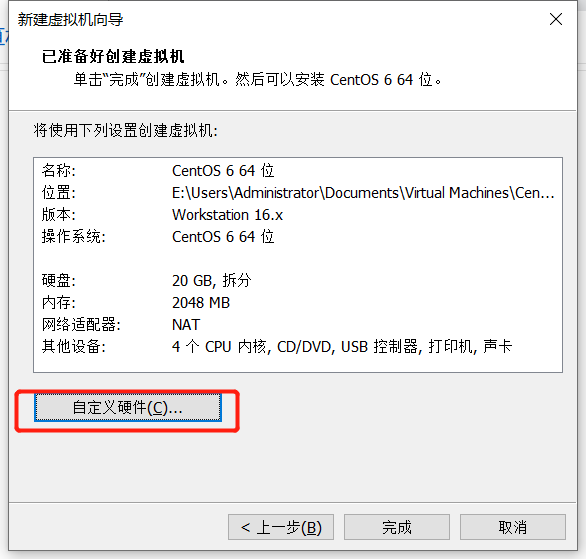 新建虚拟机向导
已准备好创建虚拟机
单击“完成”创建虚拟机。然后可以安装 CentOS 6 64 位。
将使用下列设置创建虚拟机:
名称: CentOS 6 64 位
位置: E:\Users\Administrator\Documents\Virtual Machines\Cen...
版本: Workstation 16.x
操作系统: CentOS 6 64 位
硬盘: 20 GB, 拆分
内存: 2048 MB
网络适配器: NAT
其他设备: 4 个 CPU 内核, CD/DVD, USB 控制器, 打印机, 声卡
自定义硬件(C)...
< 上一步(B) 完成 取消